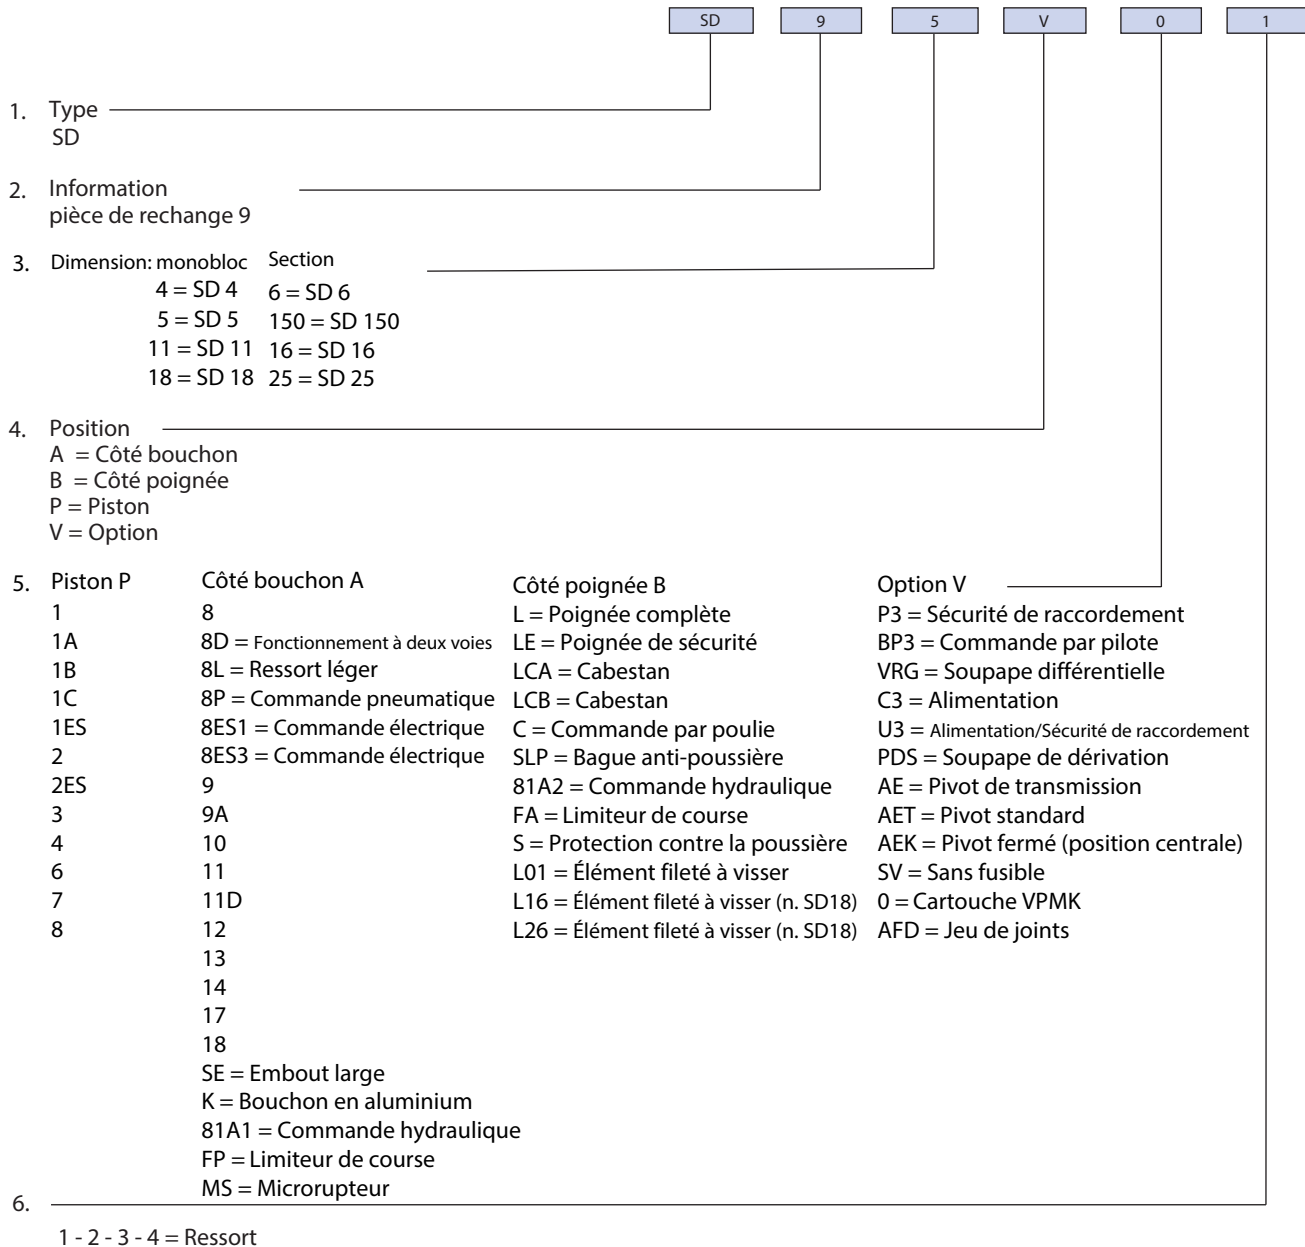 SD 9 5 V 0 1
1. Type
SD
2. Information
pièce de rechange 9
3. Dimension: monobloc Section
4 = SD 4 6 = SD 6
5 = SD 5 150 = SD 150
11 = SD 11 16 = SD 16
18 = SD 18 25 = SD 25
4. Position
A = Côté bouchon
B = Côté poignée
P = Piston
V = Option
5. Piston P Côté bouchon A Côté poignée B Option V
1 8 L = Poignée complète P3 = Sécurité de raccordement
1A 8D = Fonctionnement à deux voies LE = Poignée de sécurité BP3 = Commande par pilote
1B 8L = Ressort léger LCA = Cabestan VRG = Soupape différentielle
1C 8P = Commande pneumatique LCB = Cabestan C3 = Alimentation
1ES 8ES1 = Commande électrique C = Commande par poulie U3 = Alimentation/Sécurité de raccordement
2 8ES3 = Commande électrique SLP = Bague anti-poussière PDS = Soupape de dérivation
2ES 9 81A2 = Commande hydraulique AE = Pivot de transmission
3 9A FA = Limiteur de course AET = Pivot standard
4 10 S = Protection contre la poussière AEK = Pivot fermé (position centrale)
6 11 L01 = Élément fileté à visser SV = Sans fusible
7 11D L16 = Élément fileté à visser (n. SD18) 0 = Cartouche VPMK
8 12 L26 = Élément fileté à visser (n. SD18) AFD = Jeu de joints
13
14
17
18
SE = Embout large
K = Bouchon en aluminium
81A1 = Commande hydraulique
FP = Limiteur de course
MS = Microrupteur
6.
1 - 2 - 3 - 4 = Ressort